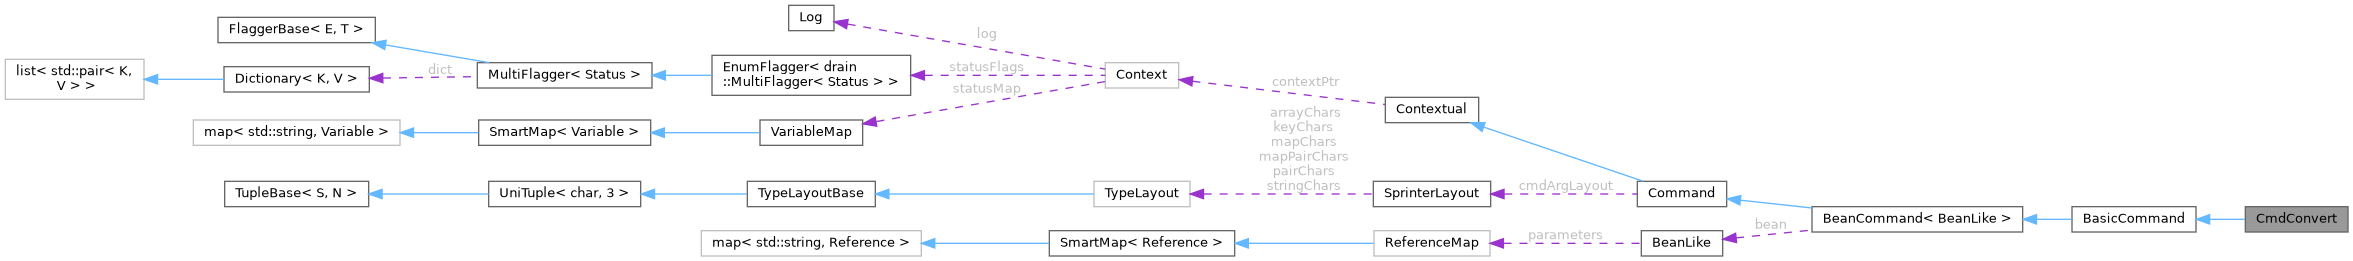 Log
FlaggerBase< E, T >
log
list< std::pair< K,
V > >
Dictionary< K, V >
dict
MultiFlagger< Status >
EnumFlagger< drain
::MultiFlagger< Status > >
statusFlags
statusMap
Context
contextPtr
Contextual
map< std::string, Variable >
SmartMap< Variable >
VariableMap
arrayChars
keyChars
mapChars
mapPairChars
pairChars
stringChars
TupleBase< S, N >
UniTuple< char, 3 >
TypeLayoutBase
TypeLayout
SprinterLayout
cmdArgLayout
Command
BeanCommand< BeanLike >
BasicCommand
CmdConvert
bean
map< std::string, Reference >
SmartMap< Reference >
ReferenceMap
parameters
BeanLike